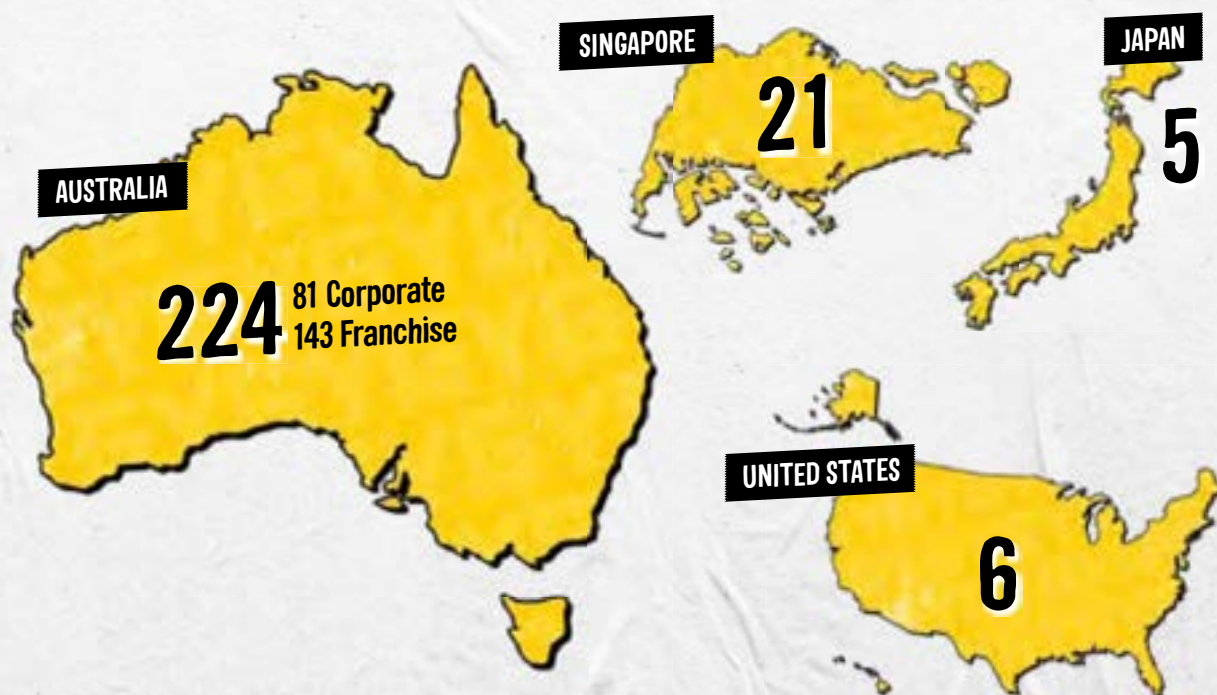 AUSTRALIA
224
81 Corporate
143 Franchise
SINGAPORE
21
JAPAN
5
UNITED STATES
6